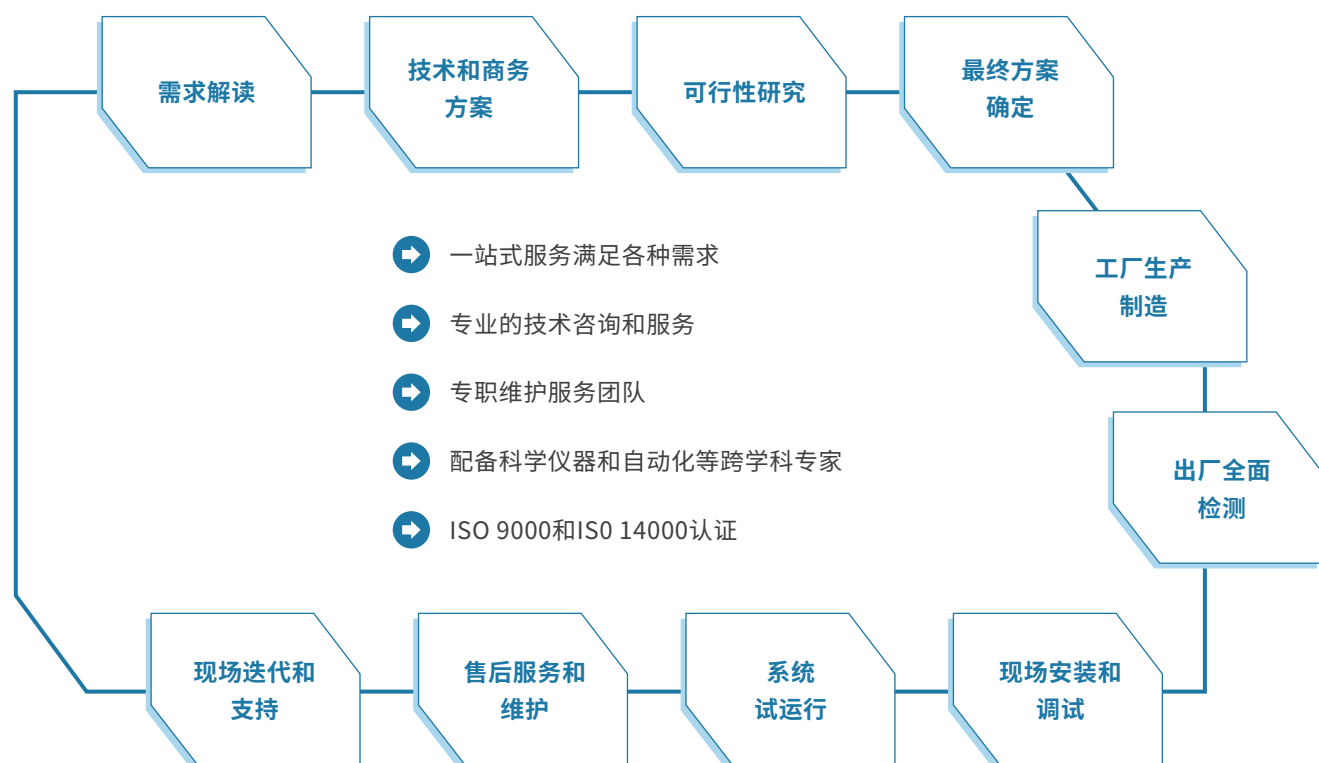 需求解读
技术和商务
方案
可行性研究
最终方案
确定
工厂生产
制造
出厂全面
检测
一站式服务满足各种需求
专业的技术咨询和服务
专职维护服务团队
配备科学仪器和自动化等跨学科专家
ISO 9000和IS0 14000认证
现场迭代和
支持
售后服务和
维护
系统
试运行
现场安装和
调试